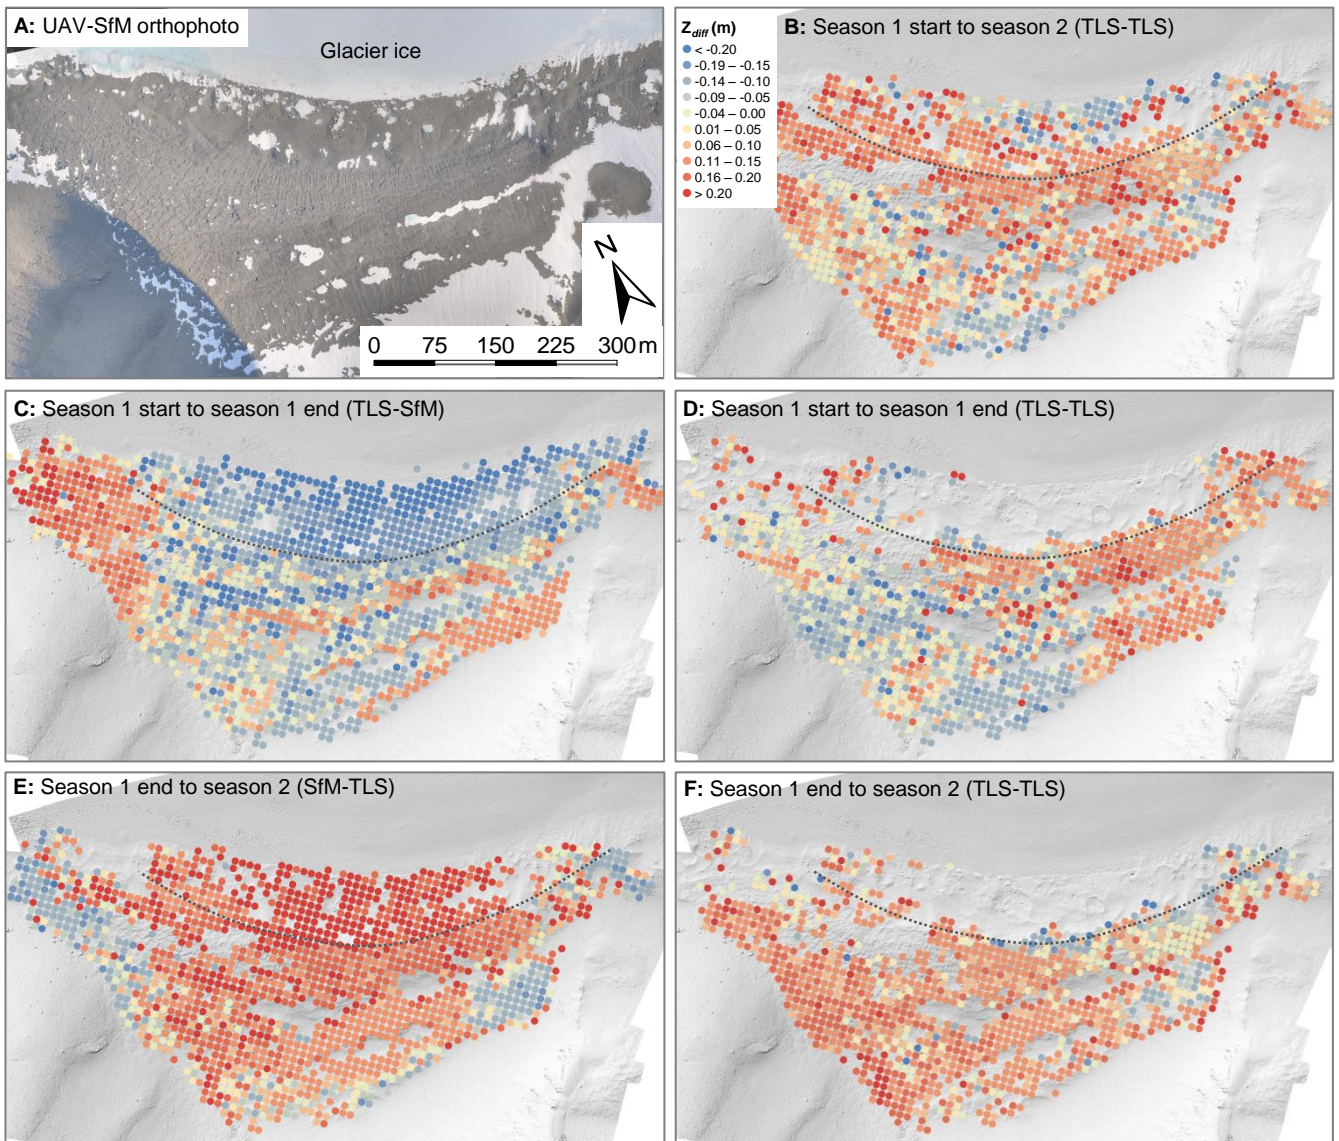 A: UAV-SfM orthophoto
Glacier ice
N
0 75 150 225 300 m
B: Season 1 start to season 2 (TLS-TLS)
Zdiff (m)
< -0.20
-0.19 – -0.15
-0.14 – -0.10
-0.09 – -0.05
-0.04 – 0.00
0.01 – 0.05
0.06 – 0.10
0.11 – 0.15
0.16 – 0.20
> 0.20
C: Season 1 start to season 1 end (TLS-SfM)
D: Season 1 start to season 1 end (TLS-TLS)
E: Season 1 end to season 2 (SfM-TLS)
F: Season 1 end to season 2 (TLS-TLS)